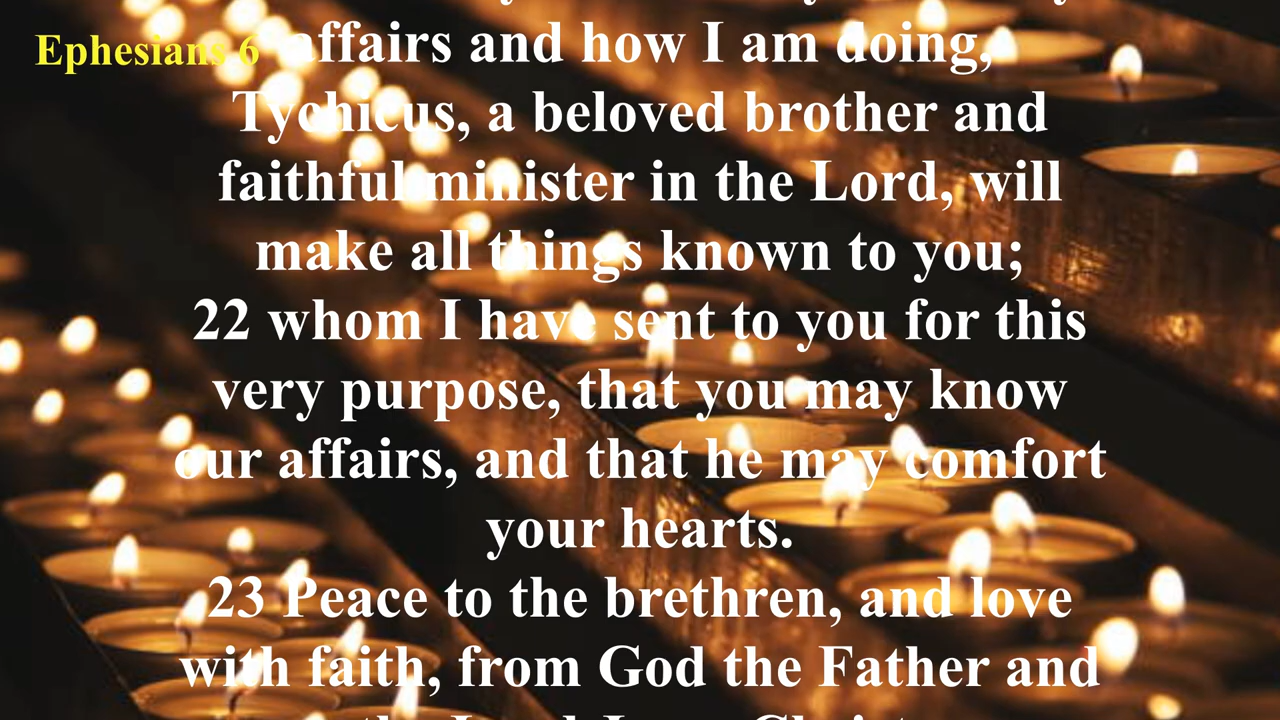 Ephesians 6
affairs and how I am doing,
Tychicus, a beloved brother and
faithful minister in the Lord, will
make all things known to you;
22 whom I have sent to you for this
very purpose, that you may know
our affairs, and that he may comfort
your hearts.
23 Peace to the brethren, and love
with faith, from God the Father and